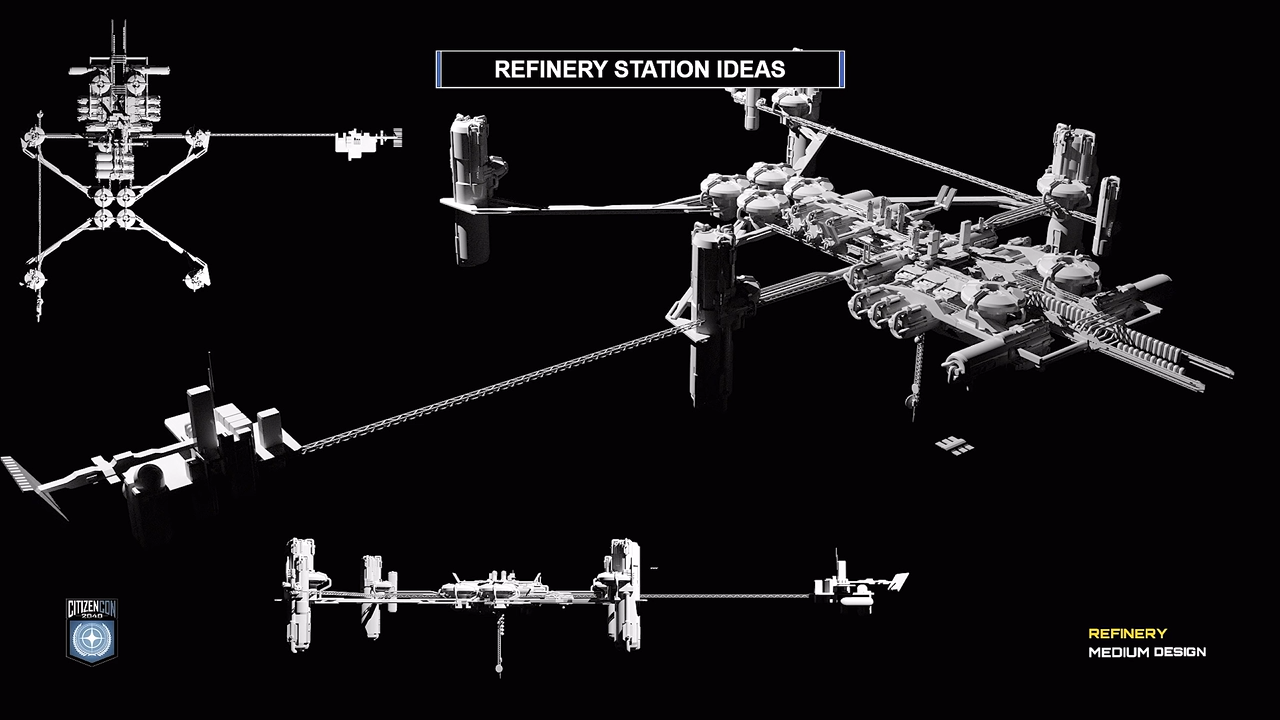 REFINERY STATION IDEAS
CITIZENCON
2949
REFINERY
MEDIUM DESIGN